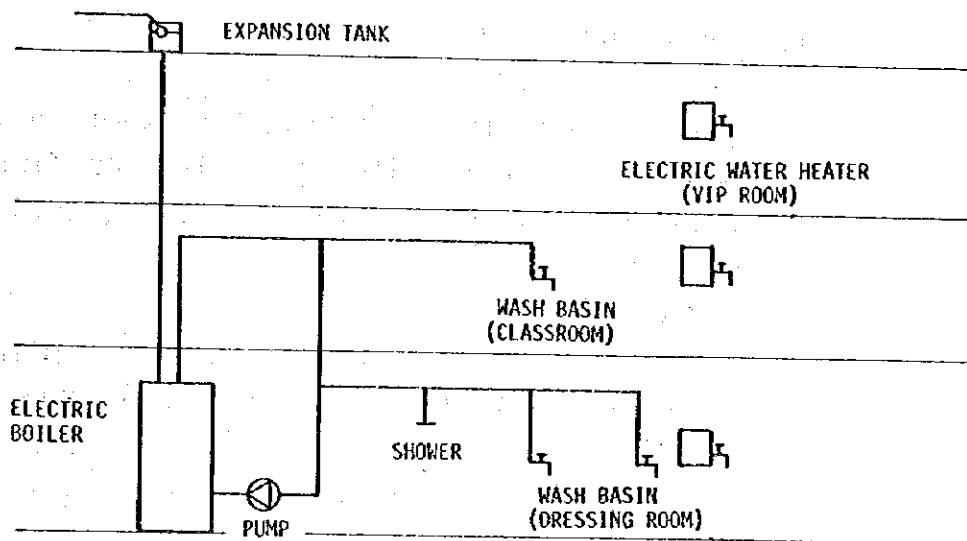 EXPANSION TANK
ELECTRIC WATER HEATER
(VIP ROOM)
WASH BASIN
(CLASSROOM)
ELECTRIC
BOILER
SHOWER
WASH BASIN
(DRESSING ROOM)
PUMP